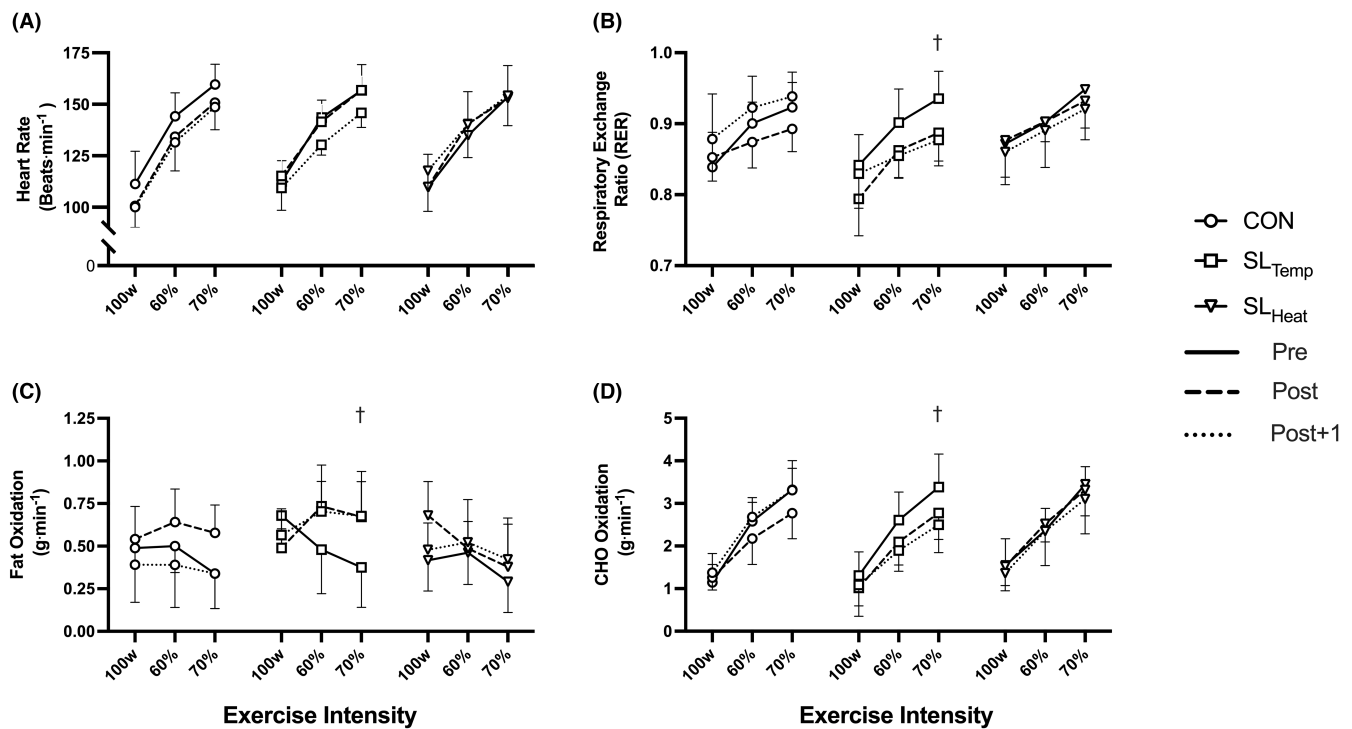 (A)
Heart Rate
(Beats·min⁻¹ )
175
150
125
100
0
100w 60% 70% 100w 60% 70% 100w 60% 70%
(B)
Respiratory Exchange
Ratio (RER)
1.0
0.9
0.8
0.7
†
100w 60% 70% 100w 60% 70% 100w 60% 70%
CON
SL_Temp
SL_Heat
Pre
Post
Post+1
(C)
Fat Oxidation
(g·min⁻¹)
1.25
1.00
0.75
0.50
0.25
0.00
†
100w 60% 70% 100w 60% 70% 100w 60% 70%
Exercise Intensity
(D)
CHO Oxidation
(g·min⁻¹)
5
4
3
2
1
0
†
100w 60% 70% 100w 60% 70% 100w 60% 70%
Exercise Intensity